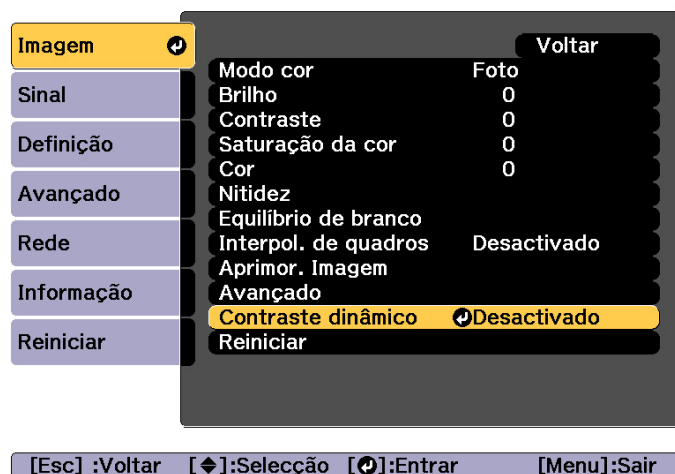 Imagem
Sinal
Definição
Avançado
Rede
Informação
Reiniciar
Voltar
Modo cor Foto
Brilho 0
Contraste 0
Saturação da cor 0
Cor 0
Nitidez
Equilíbrio de branco
Interpol. de quadros Desactivado
Aprimor. Imagem
Avançado
Contraste dinâmico Desactivado
Reiniciar
[Esc] :Voltar [◆]:Selecção [↵]:Entrar [Menu]:Sair